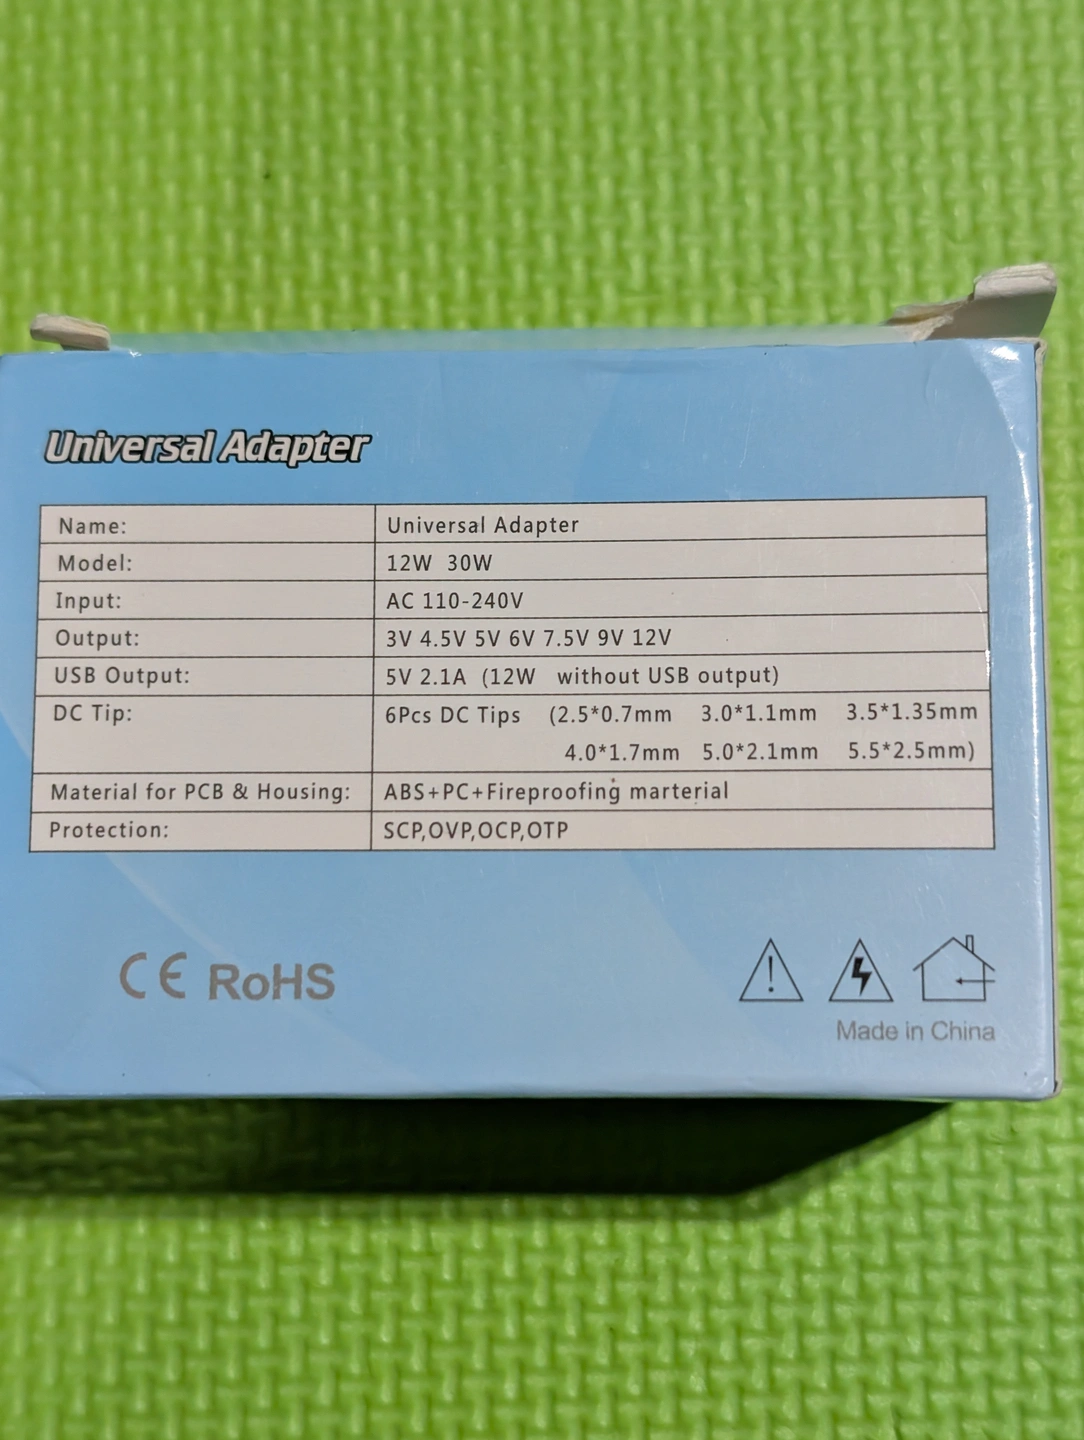 Universal Adapter
Name: Universal Adapter
Model: 12W 30W
Input: AC 110-240V
Output: 3V 4.5V 5V 6V 7.5V 9V 12V
USB Output: 5V 2.1A (12W without USB output)
DC Tip: 6Pcs DC Tips (2.5*0.7mm 3.0*1.1mm 3.5*1.35mm
4.0*1.7mm 5.0*2.1mm 5.5*2.5mm)
Material for PCB & Housing: ABS+PC+Fireproofing marterial
Protection: SCP,OVP,OCP,OTP
CE RoHS
Made in China